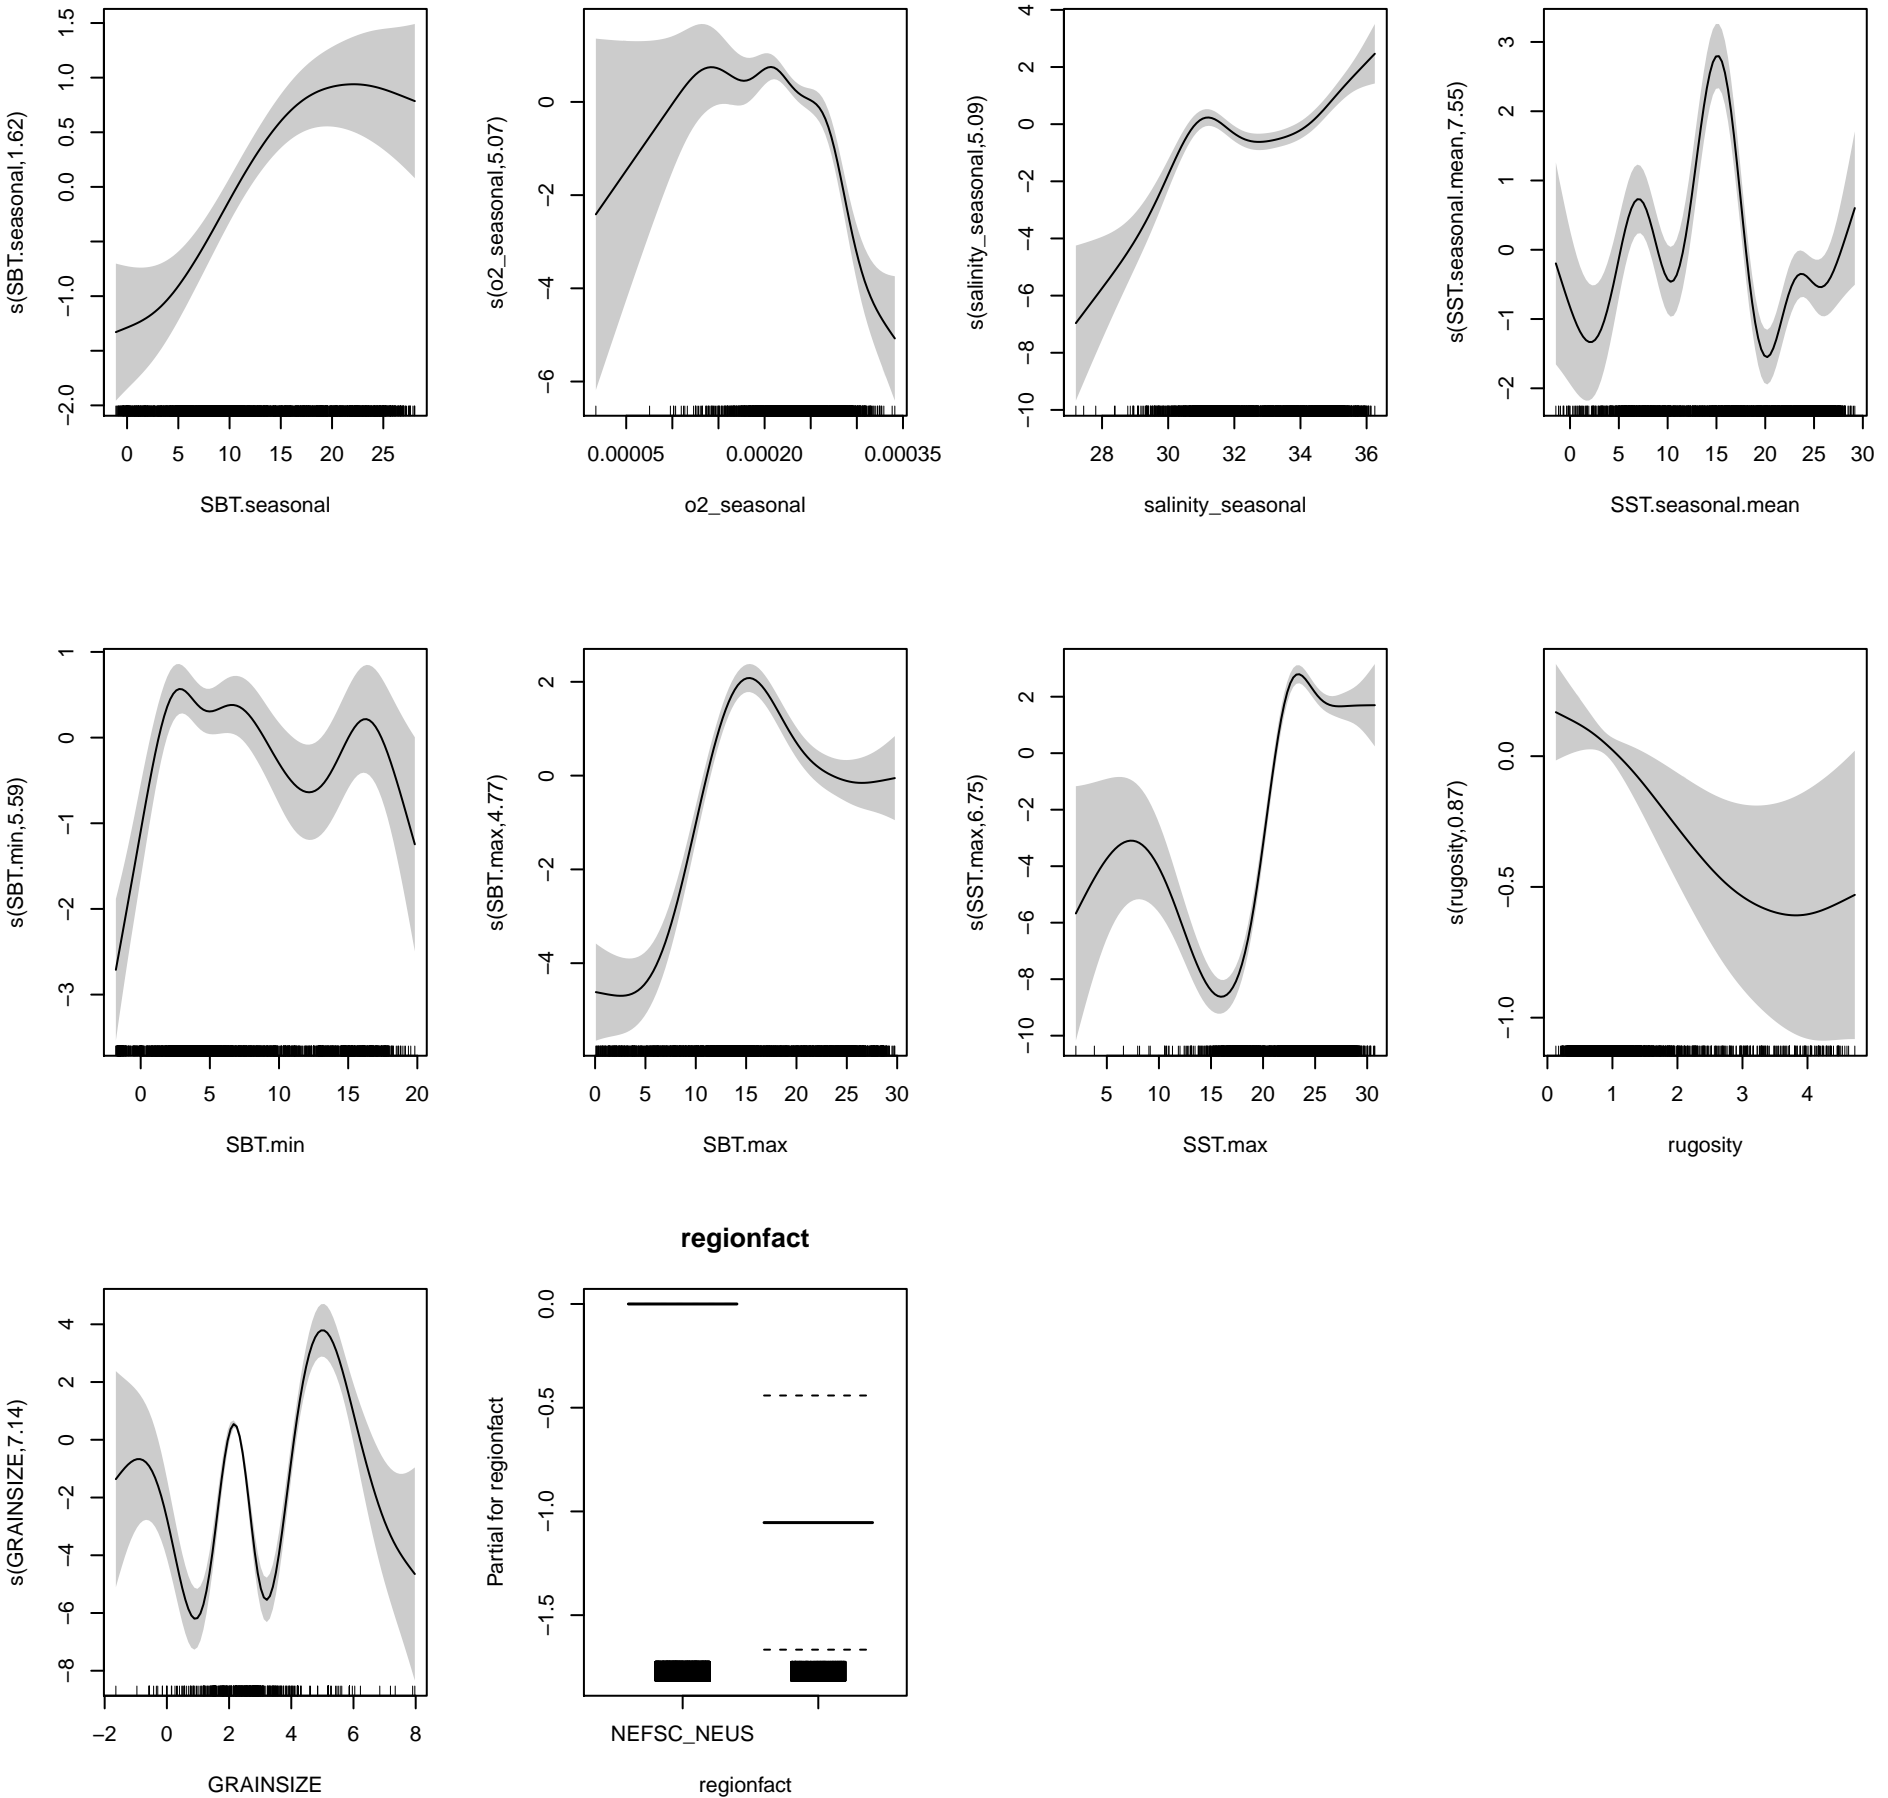 s(SBT.seasonal,1.62)
1.5
1.0
0.5
0.0
−1.0
−2.0
0 5 10 15 20 25
SBT.seasonal
s(o2_seasonal,5.07)
0
−2
−4
−6
0.00005 0.00020 0.00035
o2_seasonal
s(salinity_seasonal,5.09)
4
2
0
−2
−4
−6
−8
−10
28 30 32 34 36
salinity_seasonal
s(SST.seasonal.mean,7.55)
3
2
1
0
−1
−2
0 5 10 15 20 25 30
SST.seasonal.mean
s(SBT.min,5.59)
1
0
−1
−2
−3
0 5 10 15 20
SBT.min
s(SBT.max,4.77)
2
0
−2
−4
0 5 10 15 20 25 30
SBT.max
s(SST.max,6.75)
2
0
−2
−4
−6
−8
−10
5 10 15 20 25 30
SST.max
s(rugosity,0.87)
0.0
−0.5
−1.0
0 1 2 3 4
rugosity
s(GRAINSIZE,7.14)
4
2
0
−2
−4
−6
−8
−2 0 2 4 6 8
GRAINSIZE
regionfact
Partial for regionfact
0.0
−0.5
−1.0
−1.5
NEFSC_NEUS
regionfact